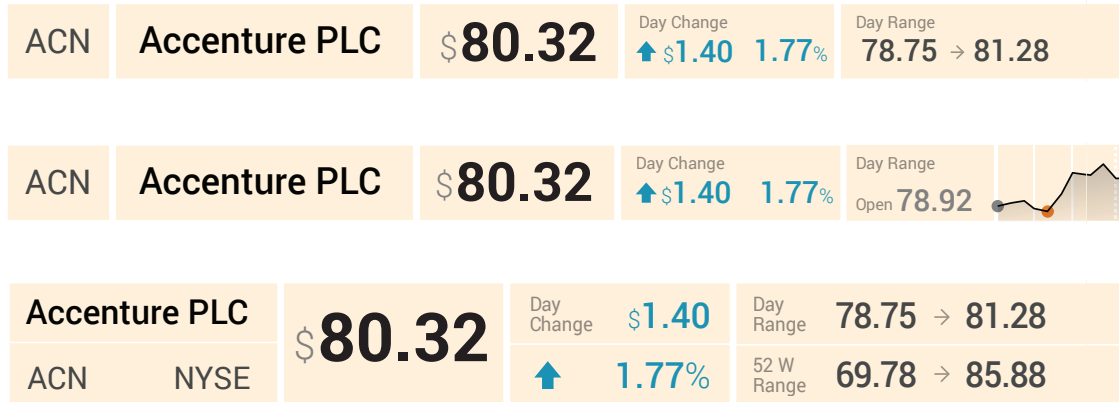 ACN Accenture PLC $80.32 Day Change $1.40 1.77% Day Range 78.75 → 81.28
ACN Accenture PLC $80.32 Day Change $1.40 1.77% Day Range Open 78.92
Accenture PLC
ACN NYSE
$80.32
Day Change $1.40
1.77%
Day Range 78.75 → 81.28
52 W Range 69.78 → 85.88